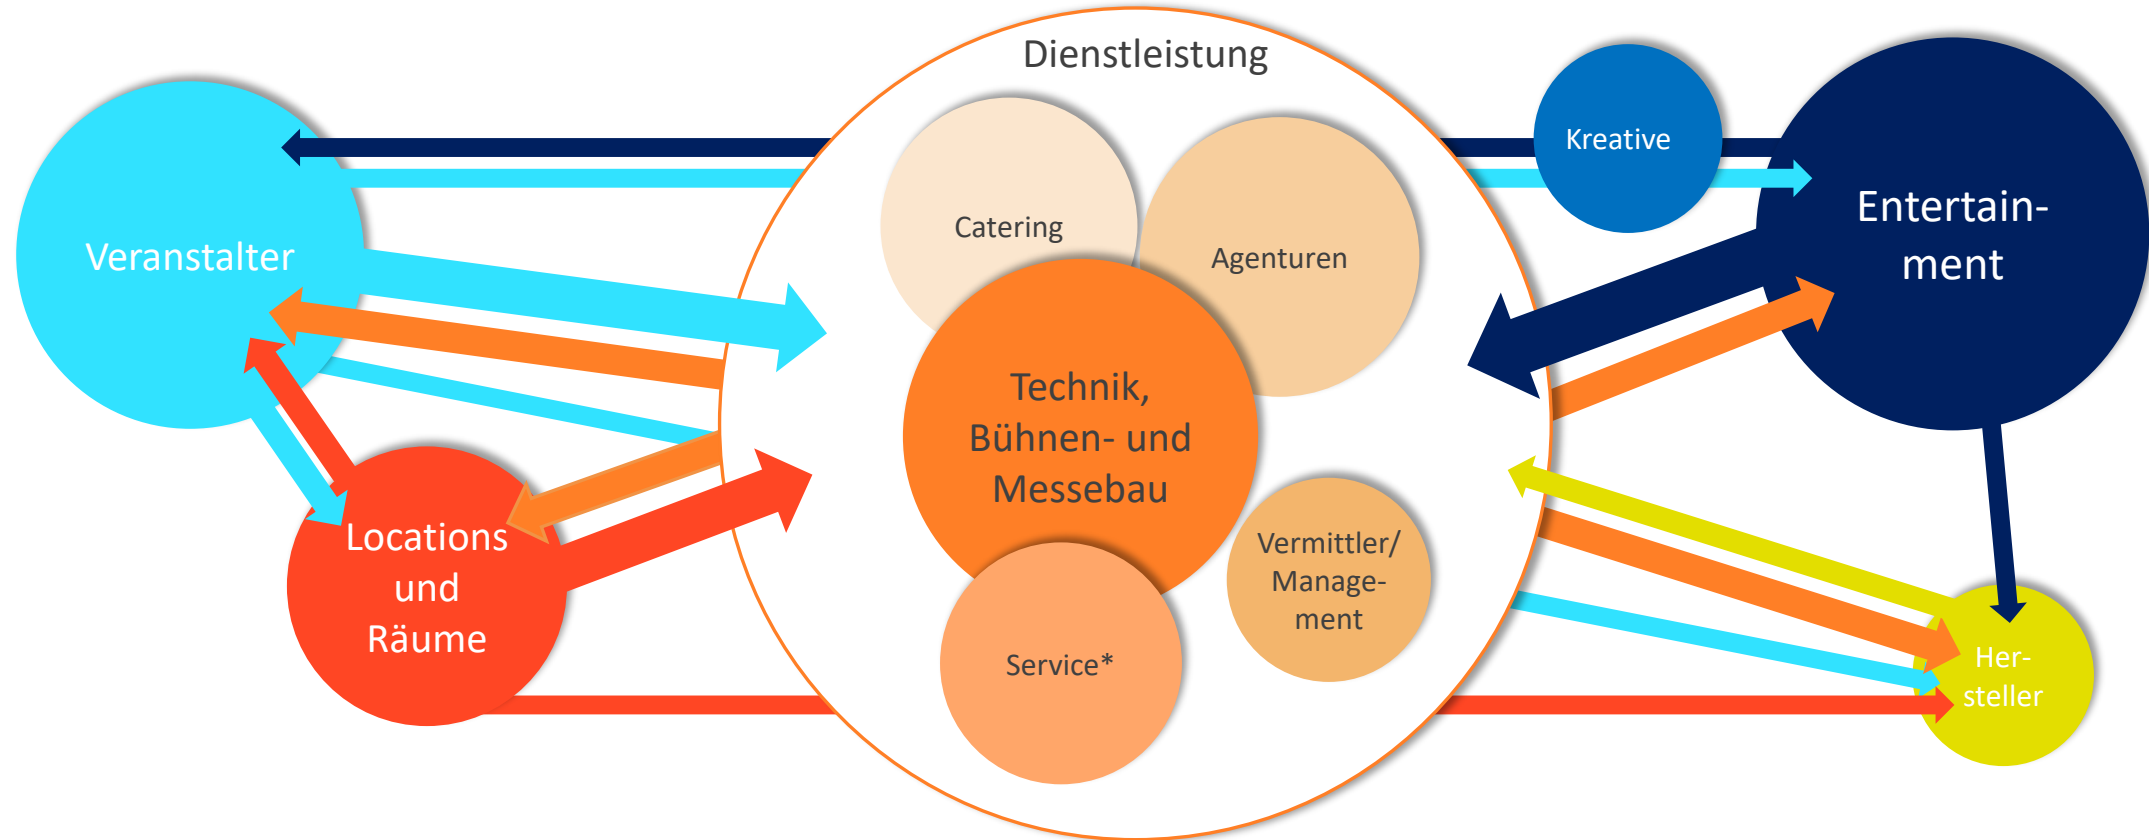 Dienstleistung
Veranstalter
Locations
und
Räume
Catering
Agenturen
Technik,
Bühnen- und
Messebau
Service*
Vermittler/
Manage-
ment
Kreative
Entertain-
ment
Her-
steller